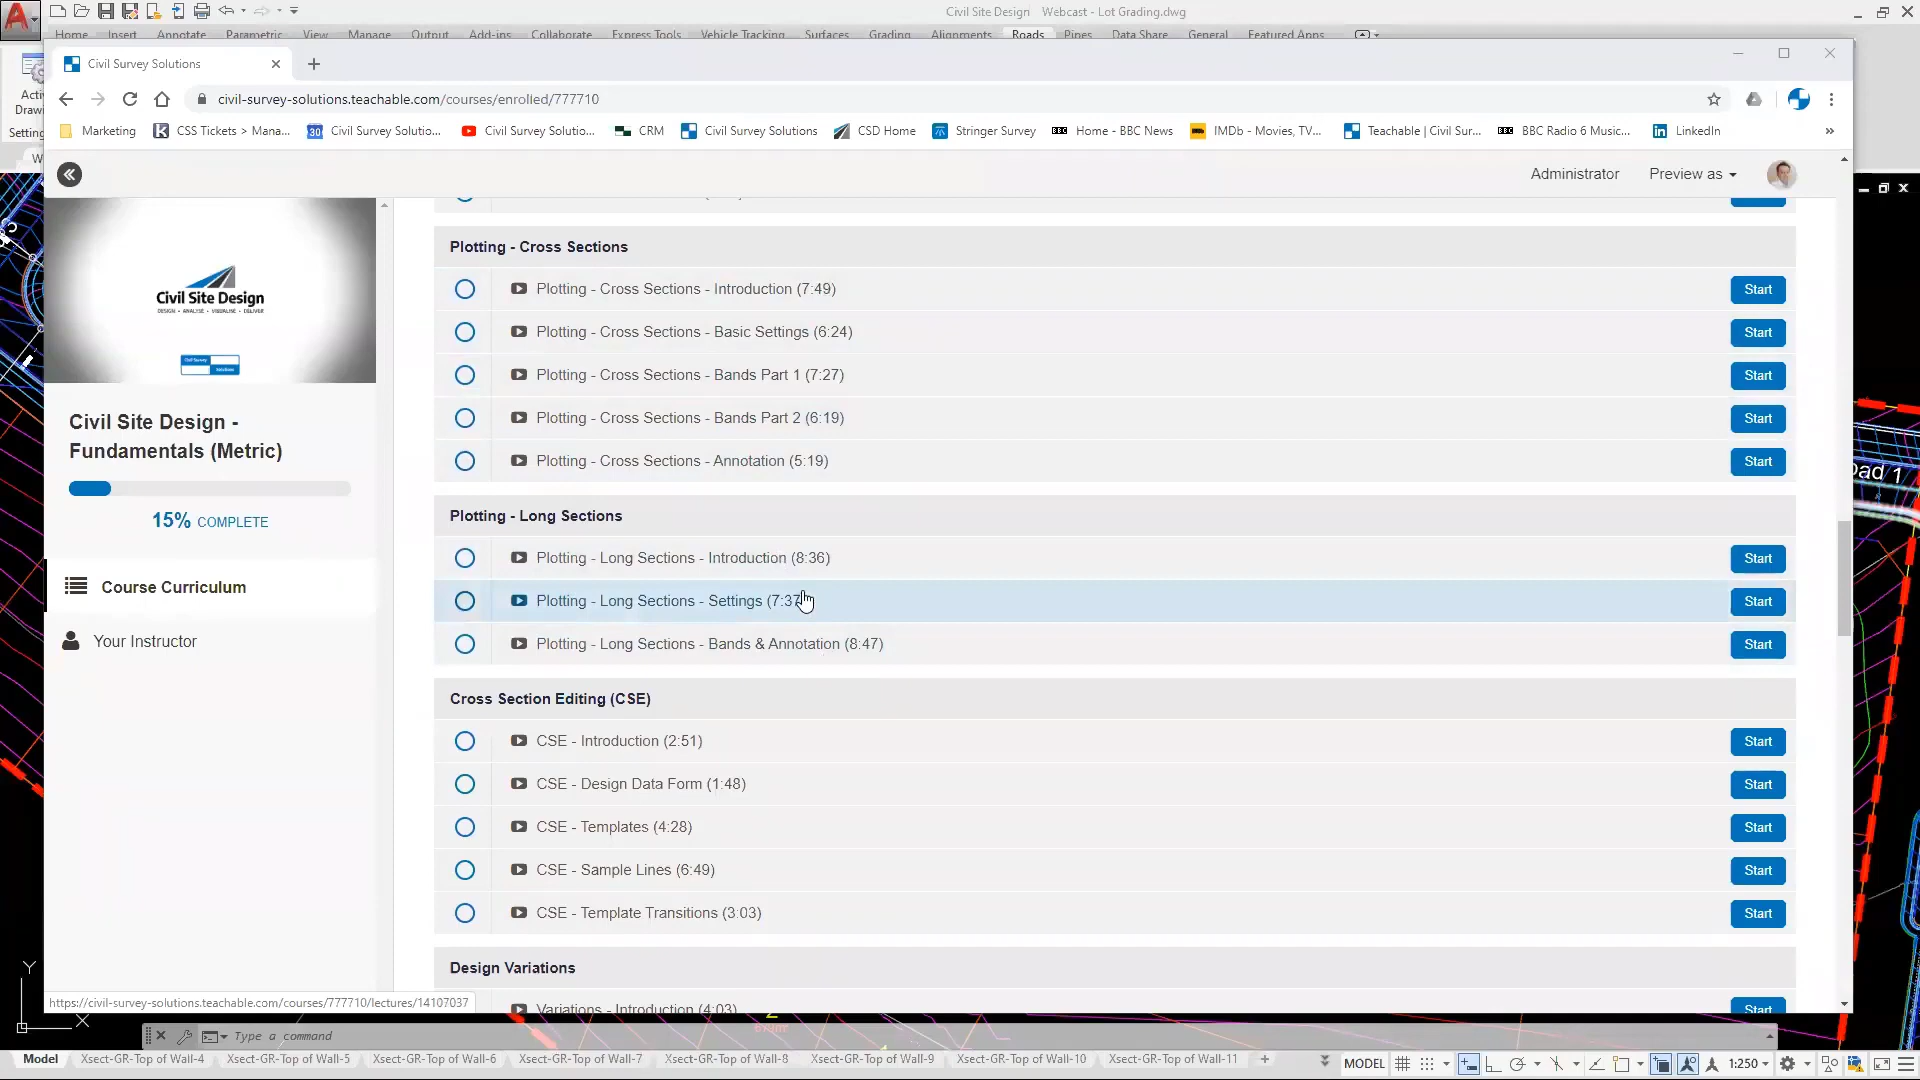 Civil Site Design Webcast - Lot Grading.dwg
Home Insert Annotate Parametric View Manage Output Add-ins Collaborate Express Tools Vehicle Tracking Surfaces Grading Alignments Roads Pipes Data Share General Featured Apps
Civil Survey Solutions
civil-survey-solutions.teachable.com/courses/enrolled/777710
Marketing CSS Tickets > Mana... Civil Survey Solutio... Civil Survey Solutio... CRM Civil Survey Solutions CSD Home Stringer Survey Home - BBC News IMDb - Movies, TV... Teachable | Civil Sur... BBC Radio 6 Music... LinkedIn
Administrator Preview as
Civil Site Design
DESIGN • ANALYSE • VISUALISE • DELIVER
Civil Survey
Solutions
Civil Site Design -
Fundamentals (Metric)
15% COMPLETE
Course Curriculum
Your Instructor
Plotting - Cross Sections
Plotting - Cross Sections - Introduction (7:49) Start
Plotting - Cross Sections - Basic Settings (6:24) Start
Plotting - Cross Sections - Bands Part 1 (7:27) Start
Plotting - Cross Sections - Bands Part 2 (6:19) Start
Plotting - Cross Sections - Annotation (5:19) Start
Plotting - Long Sections
Plotting - Long Sections - Introduction (8:36) Start
Plotting - Long Sections - Settings (7:37 Start
Plotting - Long Sections - Bands & Annotation (8:47) Start
Cross Section Editing (CSE)
CSE - Introduction (2:51) Start
CSE - Design Data Form (1:48) Start
CSE - Templates (4:28) Start
CSE - Sample Lines (6:49) Start
CSE - Template Transitions (3:03) Start
Design Variations
Variations - Introduction (4:03) Start
https://civil-survey-solutions.teachable.com/courses/777710/lectures/14107037
Y
X
Type a command
Model Xsect-GR-Top of Wall-4 Xsect-GR-Top of Wall-5 Xsect-GR-Top of Wall-6 Xsect-GR-Top of Wall-7 Xsect-GR-Top of Wall-8 Xsect-GR-Top of Wall-9 Xsect-GR-Top of Wall-10 Xsect-GR-Top of Wall-11 MODEL 1:250